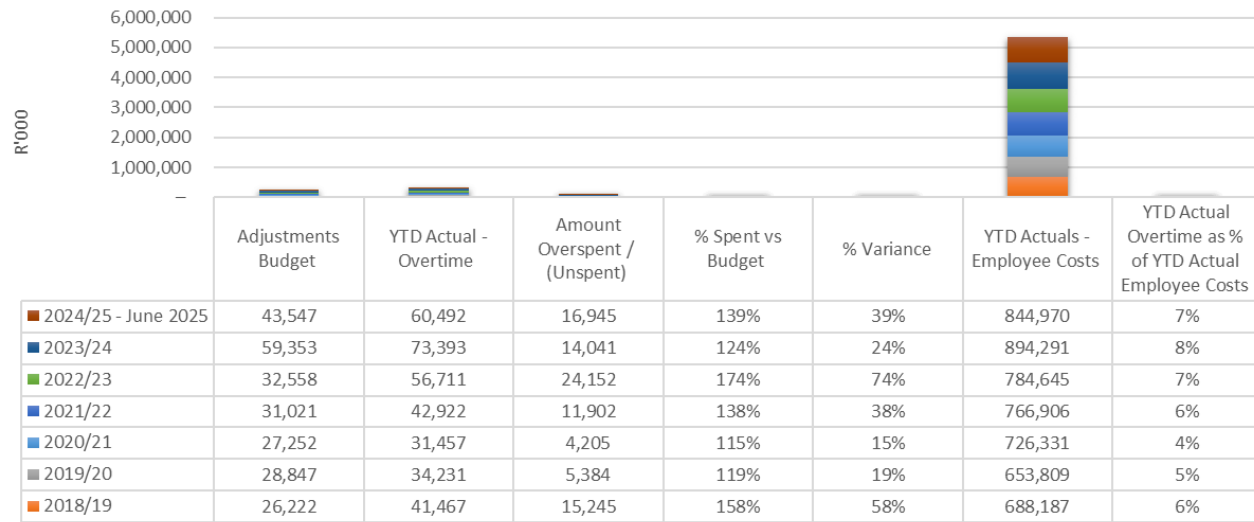 6,000,000
5,000,000
4,000,000
3,000,000
2,000,000
1,000,000
–
R'000
Adjustments
Budget
YTD Actual -
Overtime
Amount
Overspent /
(Unspent)
% Spent vs
Budget
% Variance
YTD Actuals -
Employee Costs
YTD Actual
Overtime as %
of YTD Actual
Employee Costs
2024/25 - June 2025 43,547 60,492 16,945 139% 39% 844,970 7%
2023/24 59,353 73,393 14,041 124% 24% 894,291 8%
2022/23 32,558 56,711 24,152 174% 74% 784,645 7%
2021/22 31,021 42,922 11,902 138% 38% 766,906 6%
2020/21 27,252 31,457 4,205 115% 15% 726,331 4%
2019/20 28,847 34,231 5,384 119% 19% 653,809 5%
2018/19 26,222 41,467 15,245 158% 58% 688,187 6%